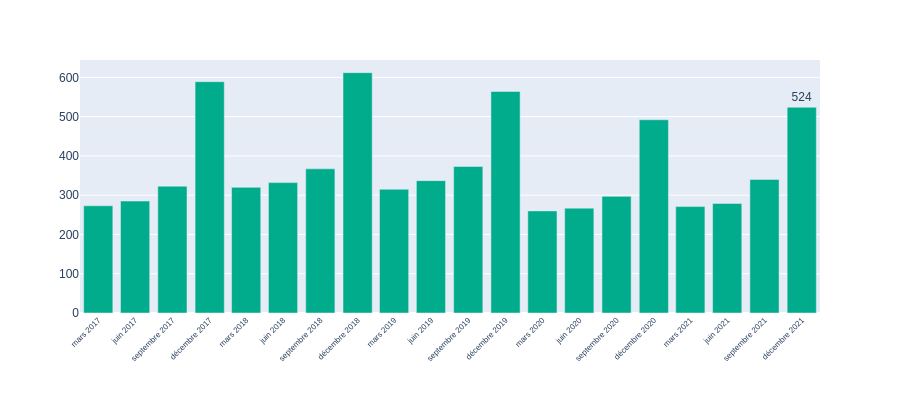 600
500
400
300
200
100
0
524
mars 2017
juin 2017
septembre 2017
décembre 2017
mars 2018
juin 2018
septembre 2018
décembre 2018
mars 2019
juin 2019
septembre 2019
décembre 2019
mars 2020
juin 2020
septembre 2020
décembre 2020
mars 2021
juin 2021
septembre 2021
décembre 2021